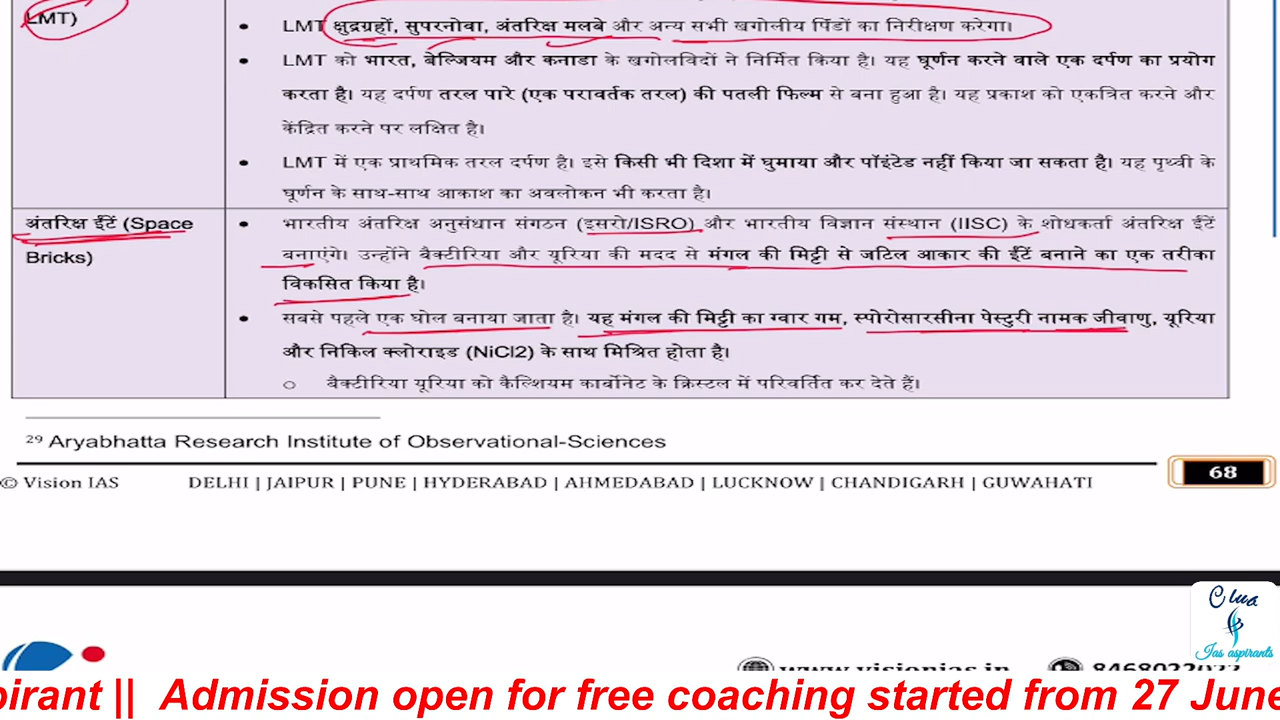 LMT)
• LMT क्षुद्रग्रहों, सुपरनोवा, अंतरिक्ष मलबे और अन्य सभी खगोलीय पिंडों का निरीक्षण करेगा।
• LMT को भारत, बेल्जियम और कनाडा के खगोलविदों ने निर्मित किया है। यह घूर्णन करने वाले एक दर्पण का प्रयोग
करता है। यह दर्पण तरल पारे (एक परावर्तक तरल) की पतली फिल्म से बना हुआ है। यह प्रकाश को एकत्रित करने और
केंद्रित करने पर लक्षित है।
• LMT में एक प्राथमिक तरल दर्पण है। इसे किसी भी दिशा में घुमाया और पॉइंटेड नहीं किया जा सकता है। यह पृथ्वी के
घूर्णन के साथ-साथ आकाश का अवलोकन भी करता है।
अंतरिक्ष ईंटें (Space
Bricks)
• भारतीय अंतरिक्ष अनुसंधान संगठन (इसरो/ISRO) और भारतीय विज्ञान संस्थान (IISC) के शोधकर्ता अंतरिक्ष ईंटें
बनाएंगे। उन्होंने बैक्टीरिया और यूरिया की मदद से मंगल की मिट्टी से जटिल आकार की ईंटें बनाने का एक तरीका
विकसित किया है।
• सबसे पहले एक घोल बनाया जाता है। यह मंगल की मिट्टी का ग्वार गम, स्पोरोसारसीना पेस्टुरी नामक जीवाणु, यूरिया
और निकिल क्लोराइड (NiCl2) के साथ मिश्रित होता है।
○ बैक्टीरिया यूरिया को कैल्शियम कार्बोनेट के क्रिस्टल में परिवर्तित कर देते हैं।
29 Aryabhatta Research Institute of Observational-Sciences
© Vision IAS DELHI | JAIPUR | PUNE | HYDERABAD | AHMEDABAD | LUCKNOW | CHANDIGARH | GUWAHATI
68
Clua
Ias aspirants
www.visionias.in 8468022022
pirant || Admission open for free coaching started from 27 June